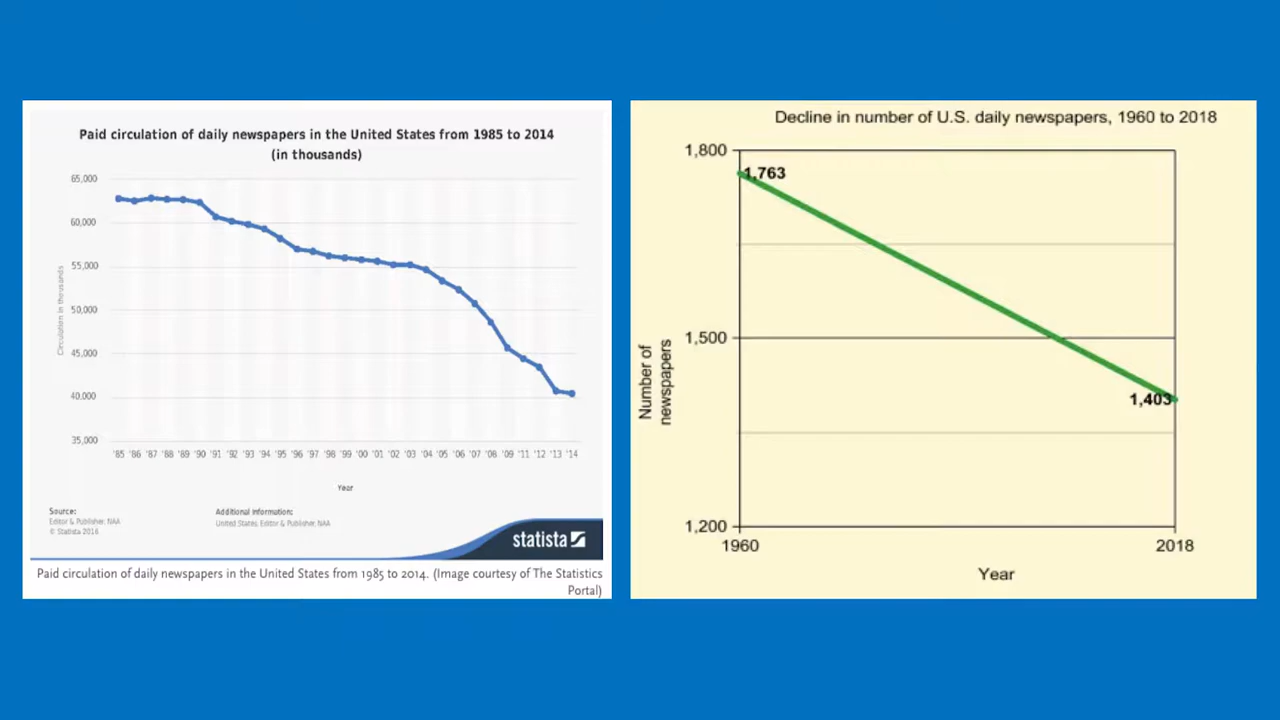 Paid circulation of daily newspapers in the United States from 1985 to 2014
(in thousands)
65,000
60,000
55,000
50,000
45,000
40,000
35,000
Circulation in thousands
'85 '86 '87 '88 '89 '90 '91 '92 '93 '94 '95 '96 '97 '98 '99 '00 '01 '02 '03 '04 '05 '06 '07 '08 '09 '11 '12 '13 '14
Year
Source:
Editor & Publisher, NAA
© Statista 2016
Additional Information:
United States, Editor & Publisher, NAA
statista
Paid circulation of daily newspapers in the United States from 1985 to 2014. (Image courtesy of The Statistics
Portal)
Decline in number of U.S. daily newspapers, 1960 to 2018
1,800
1,763
1,500
Number of
newspapers
1,403
1,200
1960 2018
Year